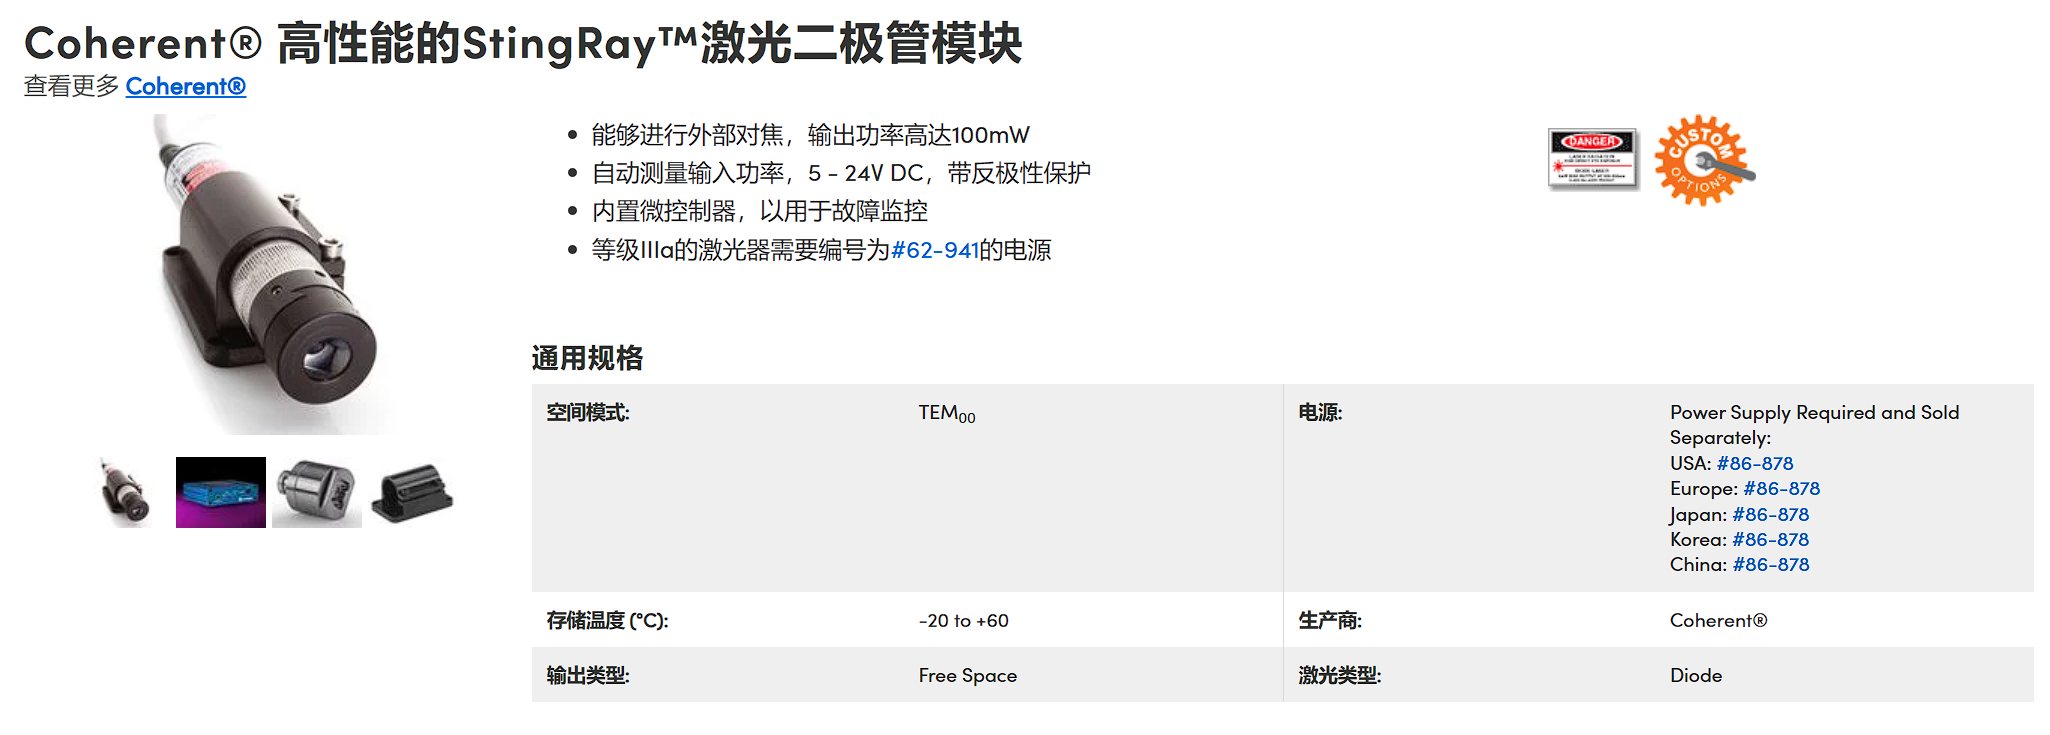 Coherent® 高性能的StingRay™激光二极管模块
查看更多 Coherent®
能够进行外部对焦，输出功率高达100mW
自动测量输入功率，5 - 24V DC，带反极性保护
内置微控制器，以用于故障监控
等级IIIa的激光器需要编号为#62-941的电源
DANGER
LASER RADIATION
DIODE LASER
CUSTOM
OPTIONS
通用规格
空间模式:
TEM00
电源:
Power Supply Required and Sold
Separately:
USA: #86-878
Europe: #86-878
Japan: #86-878
Korea: #86-878
China: #86-878
存储温度 (°C):
-20 to +60
生产商:
Coherent®
输出类型:
Free Space
激光类型:
Diode